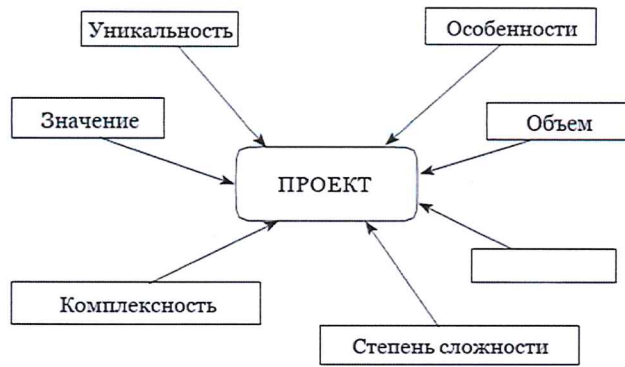 Уникальность
Особенности
Значение
Объем
ПРОЕКТ
Комплексность
Степень сложности